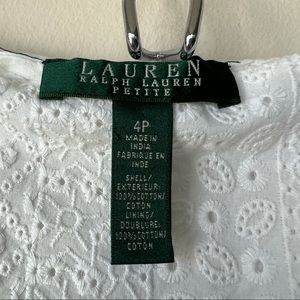 LAUREN
RALPH LAUREN
PETITE
4P
MADE IN
INDIA
FABRIQUE EN
INDE
SHELL/
EXTERIEUR:
100%COTTON/
COTON
LINING/
DOUBLURE:
100%COTTON/
COTON